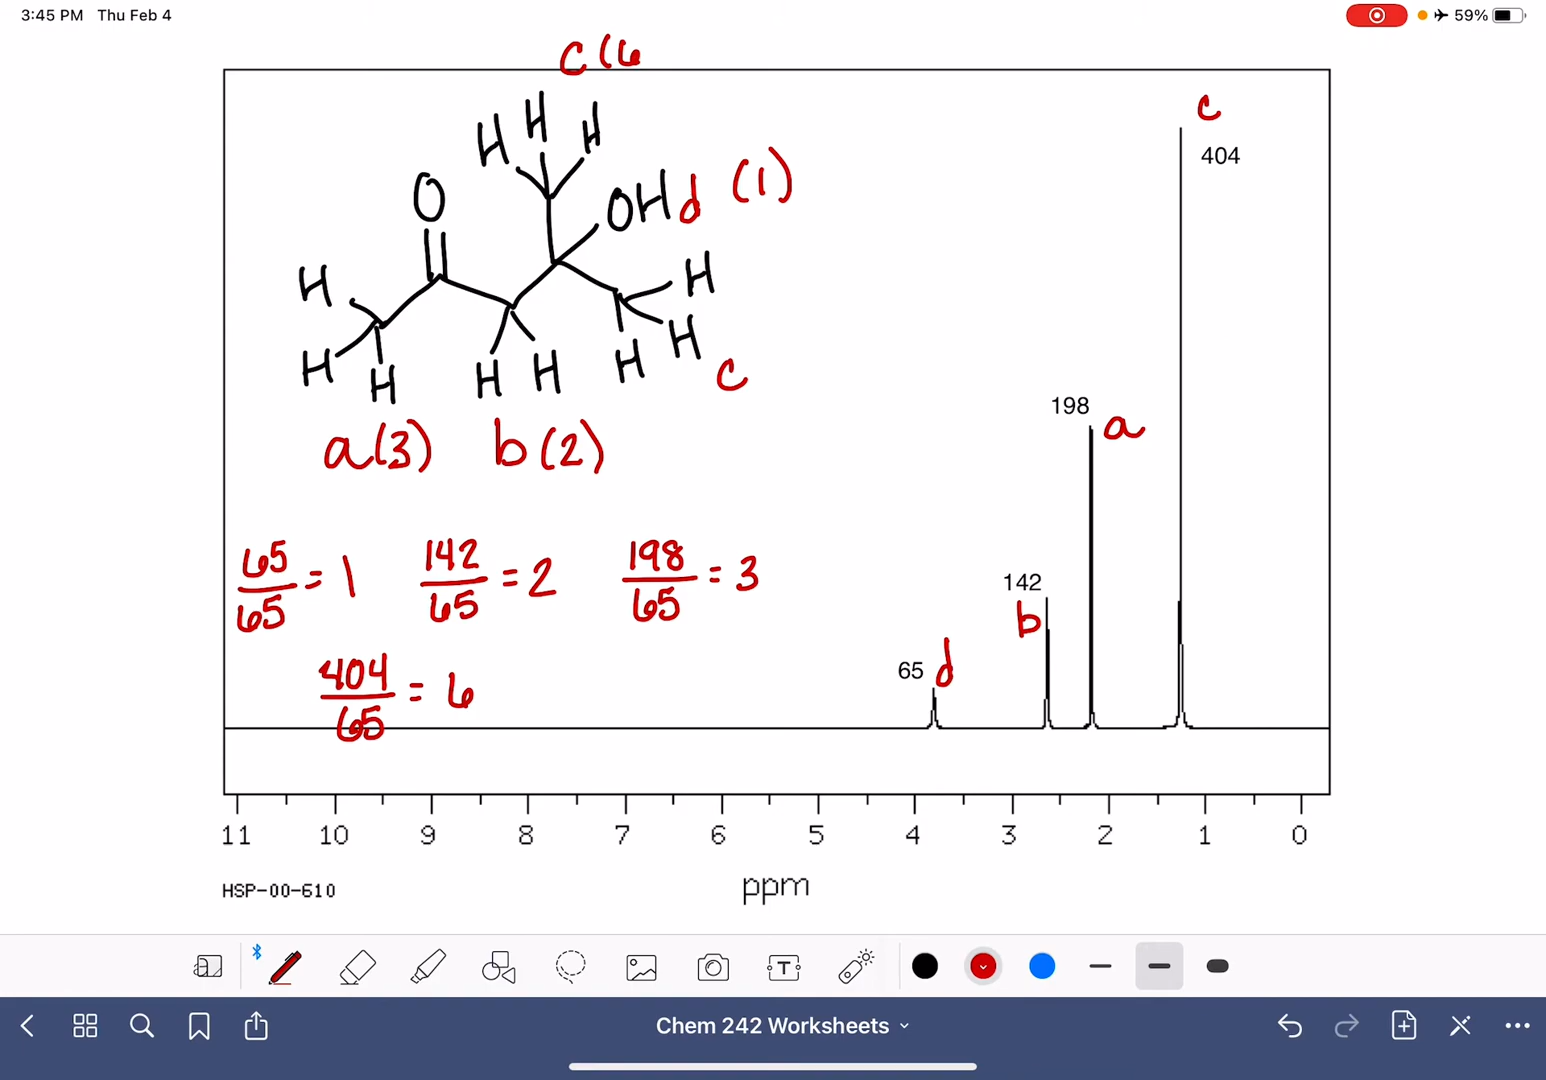 3:45 PM Thu Feb 4
59%
c (6
c
404
H H H
O
OH d (1)
H
H
H
H
H H
H H
H
c
a (3) b (2)
198
a
65/65 = 1 142/65 = 2 198/65 = 3
142
b
404/65 = 6
65 d
11 10 9 8 7 6 5 4 3 2 1 0
HSP-00-610
ppm
T
Chem 242 Worksheets